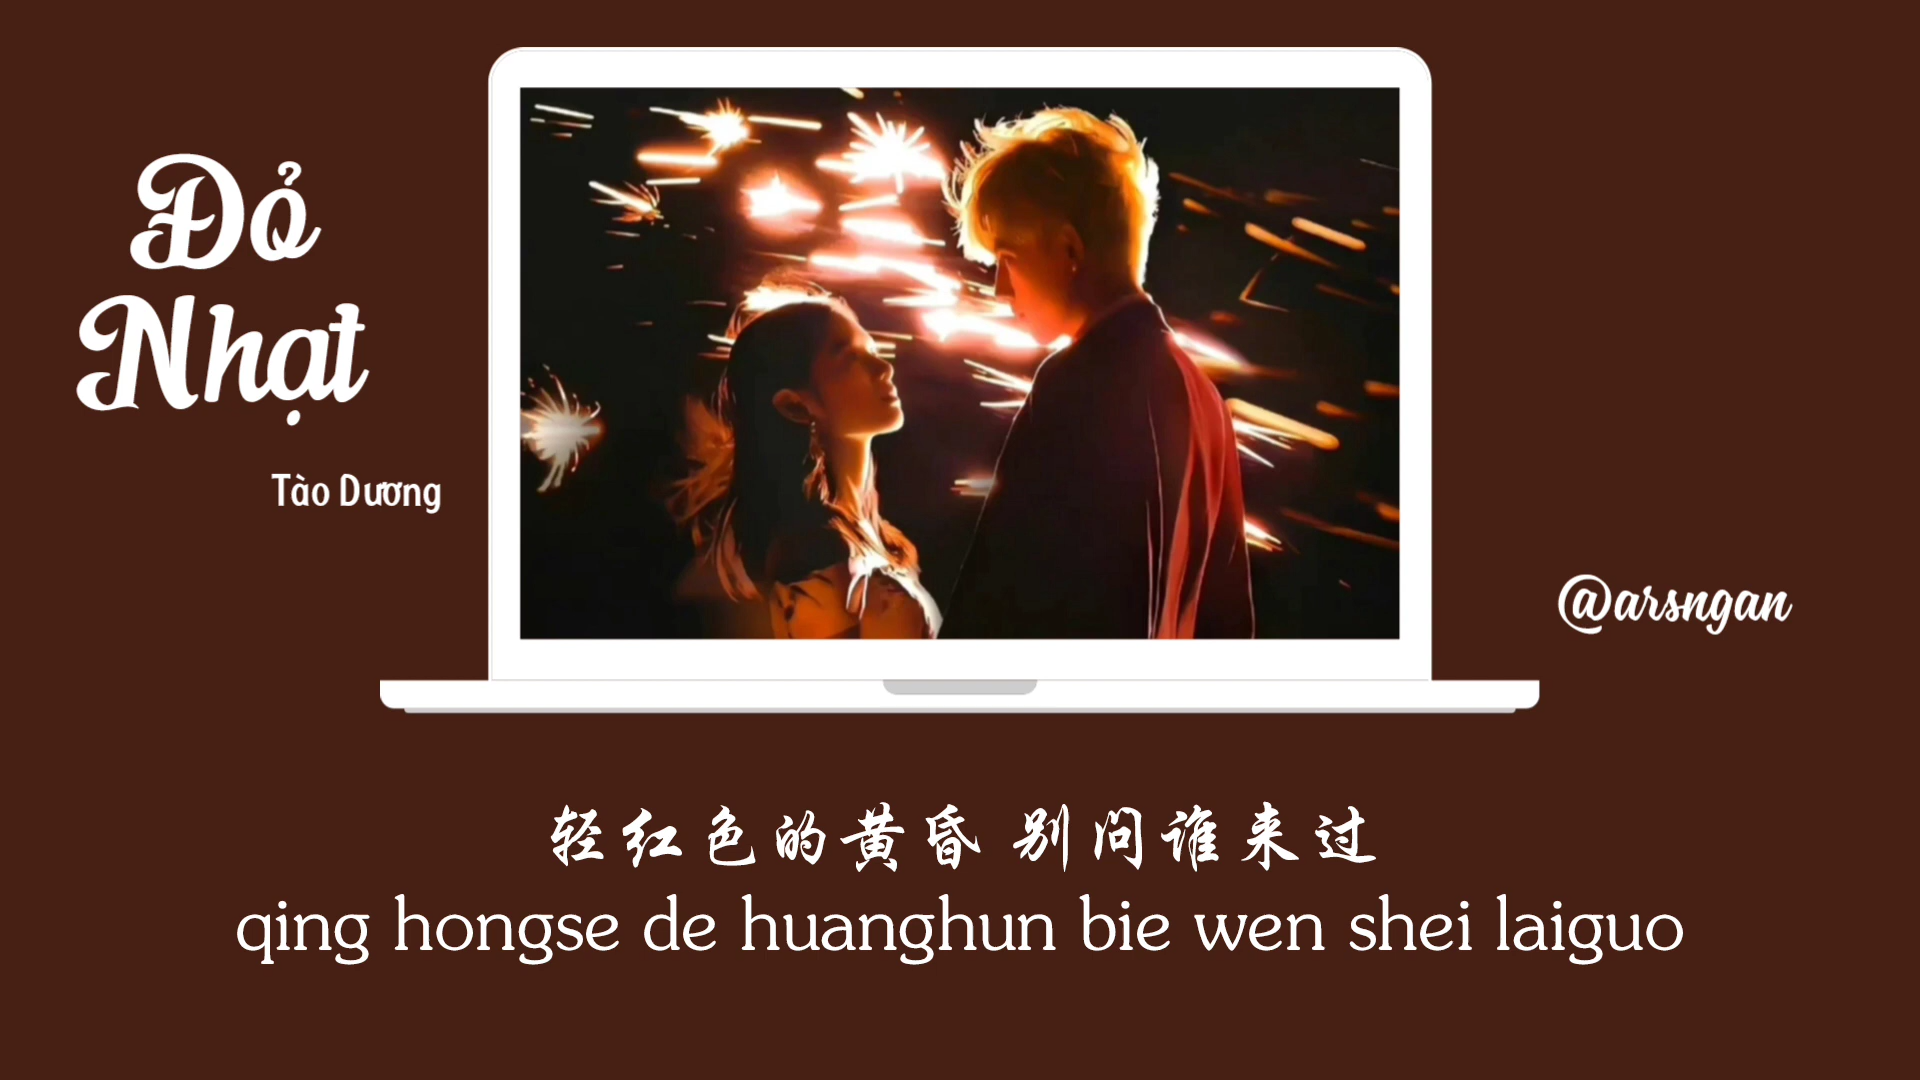 Đỏ
Nhạt
Tào Dương
@arsngan
轻红色的黄昏 别问谁来过
qing hongse de huanghun bie wen shei laiguo